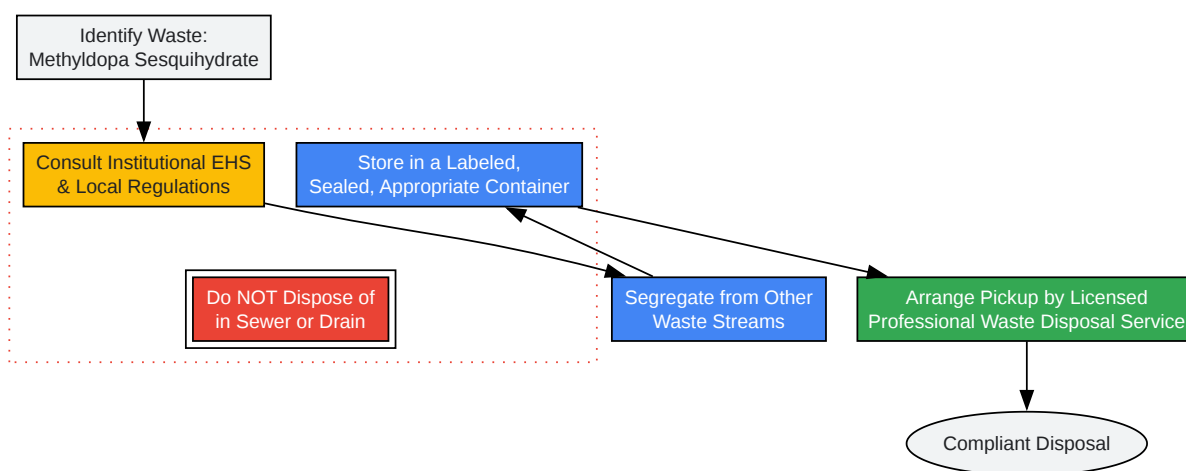 Identify Waste:
Methyldopa Sesquihydrate
Consult Institutional EHS
& Local Regulations
Store in a Labeled,
Sealed, Appropriate Container
Do NOT Dispose of
in Sewer or Drain
Segregate from Other
Waste Streams
Arrange Pickup by Licensed
Professional Waste Disposal Service
Compliant Disposal